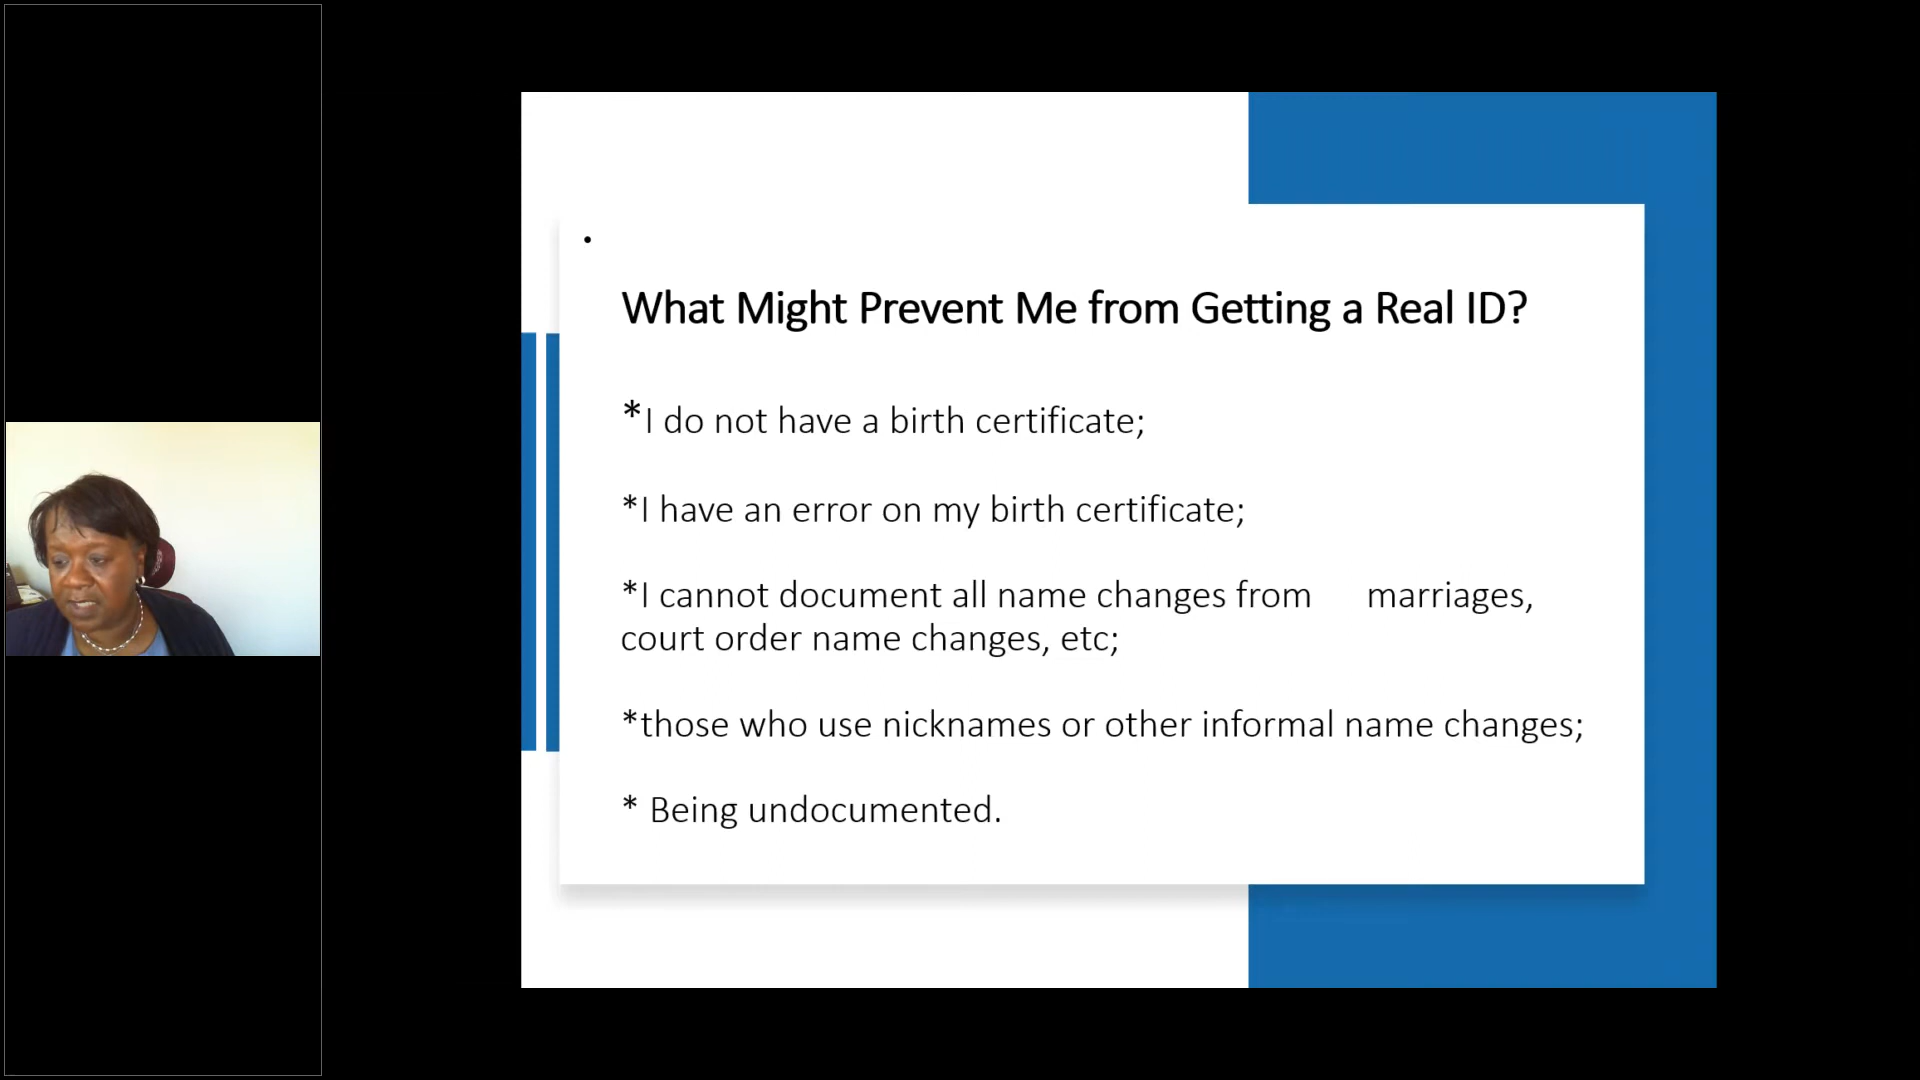 •
What Might Prevent Me from Getting a Real ID?
*I do not have a birth certificate;
*I have an error on my birth certificate;
*I cannot document all name changes from marriages,
court order name changes, etc;
*those who use nicknames or other informal name changes;
* Being undocumented.